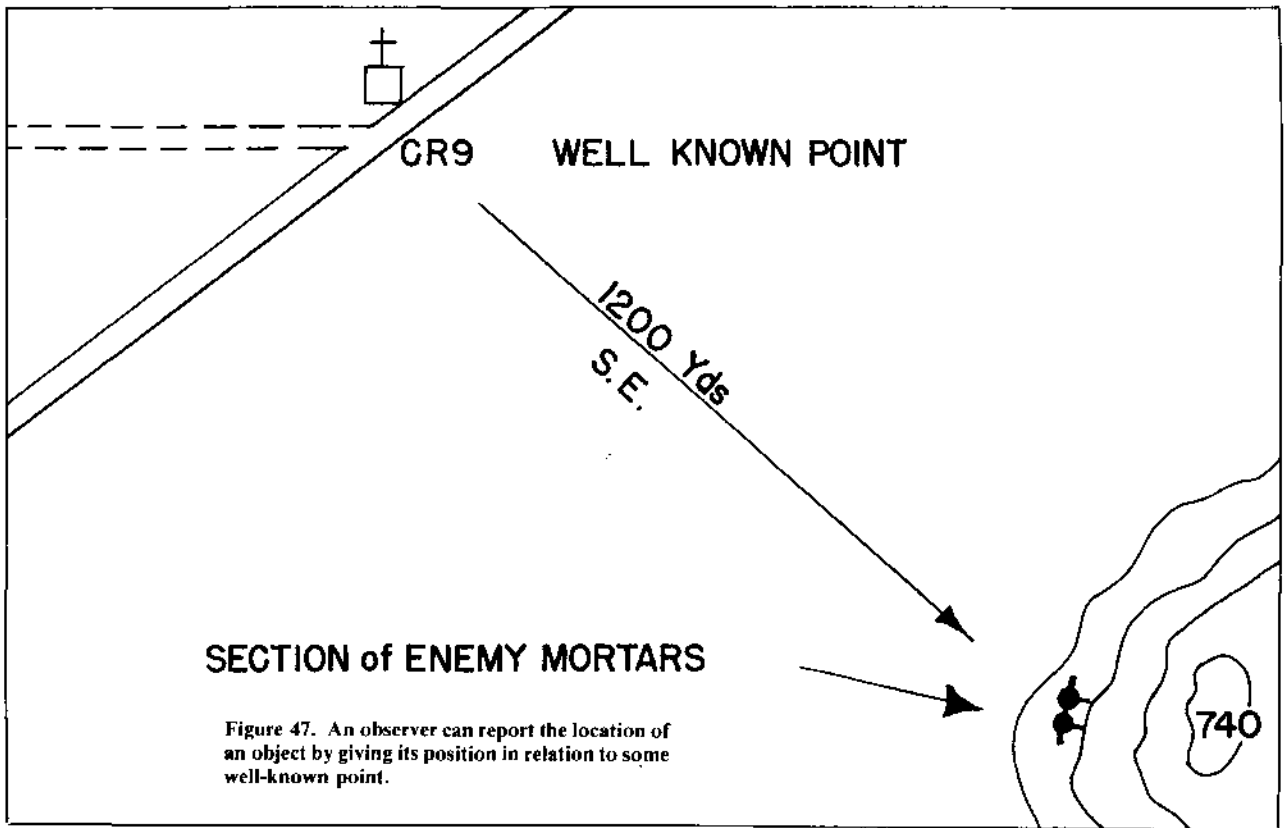 CR9 WELL KNOWN POINT
1200 Yds
S.E.
SECTION of ENEMY MORTARS
740
Figure 47. An observer can report the location of
an object by giving its position in relation to some
well-known point.